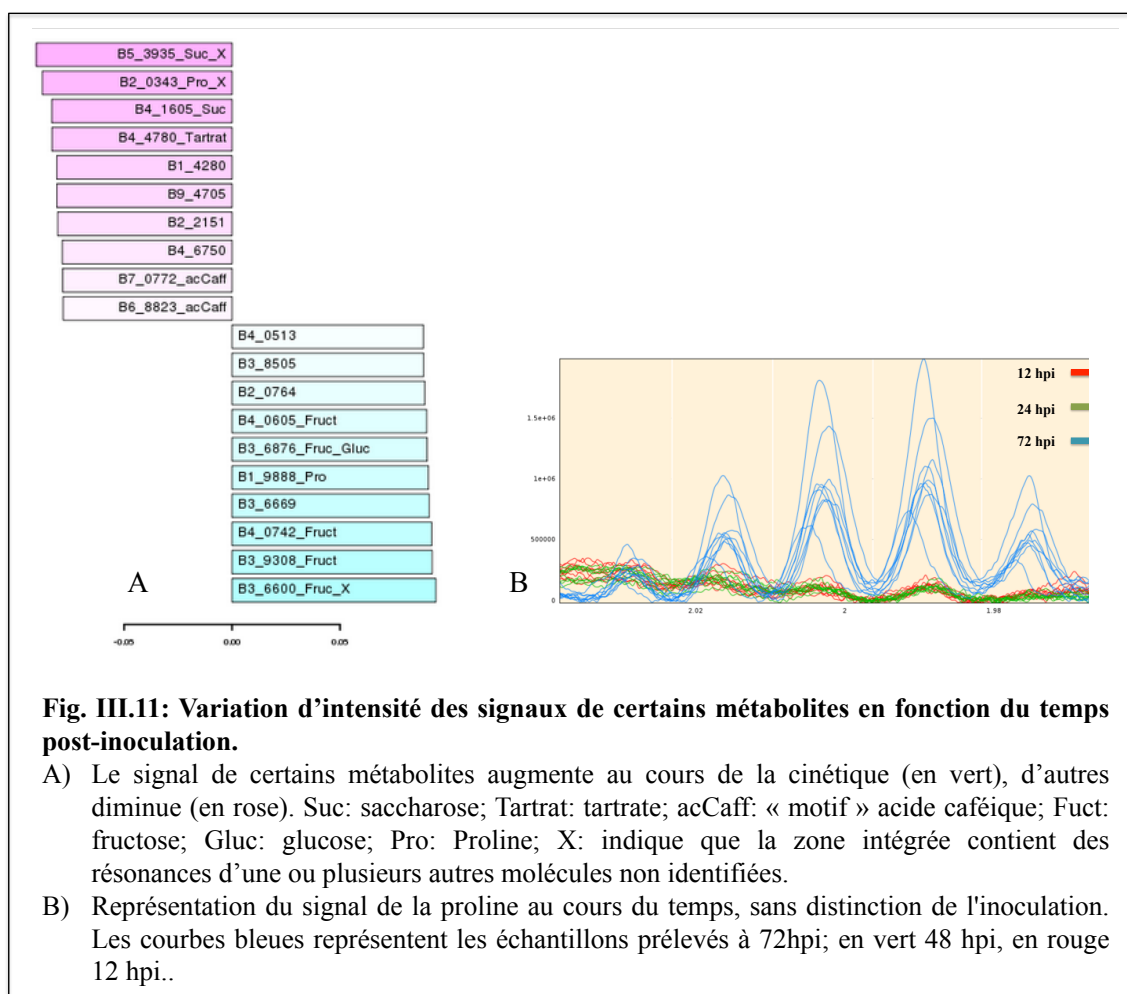 B5_3935_Suc_X
B2_0343_Pro_X
B4_1605_Suc
B4_4780_Tartrat
B1_4280
B9_4705
B2_2151
B4_6750
B7_0772_acCaff
B6_8823_acCaff
B4_0513
B3_8505
B2_0764
B4_0605_Fruct
B3_6876_Fruc_Gluc
B1_9888_Pro
B3_6669
B4_0742_Fruct
B3_9308_Fruct
B3_6600_Fruc_X
A
-0.05 0.00 0.05
B
12 hpi
24 hpi
72 hpi
1.5e+06
1e+06
500000
0
2.02 2 1.98
Fig. III.11: Variation d’intensité des signaux de certains métabolites en fonction du temps
post-inoculation.
A) Le signal de certains métabolites augmente au cours de la cinétique (en vert), d’autres
diminue (en rose). Suc: saccharose; Tartrat: tartrate; acCaff: « motif » acide caféique; Fuct:
fructose; Gluc: glucose; Pro: Proline; X: indique que la zone intégrée contient des
résonances d’une ou plusieurs autres molécules non identifiées.
B) Représentation du signal de la proline au cours du temps, sans distinction de l'inoculation.
Les courbes bleues représentent les échantillons prélevés à 72hpi; en vert 48 hpi, en rouge
12 hpi..